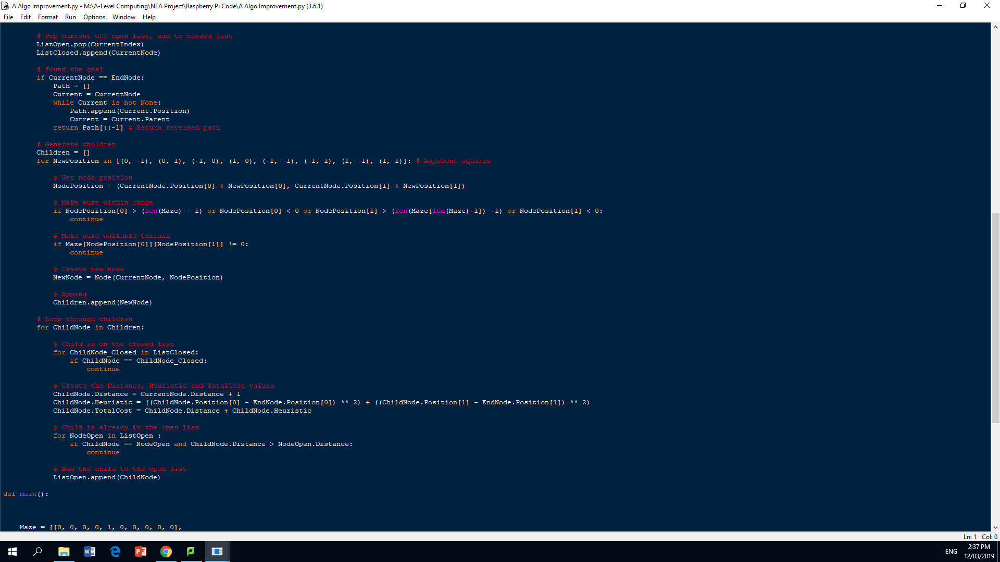 A Algo Improvement.py - M:\A-Level Computing\NEA Project\Raspberry Pi Code\A Algo Improvement.py (3.6.1)
File Edit Format Run Options Window Help
# Pop current off open list, add to closed list
ListOpen.pop(CurrentIndex)
ListClosed.append(CurrentNode)
# Found the goal
if CurrentNode == EndNode:
Path = []
Current = CurrentNode
while Current is not None:
Path.append(Current.Position)
Current = Current.Parent
return Path[::-1] # Return reversed path
# Generate children
Children = []
for NewPosition in [(0, -1), (0, 1), (-1, 0), (1, 0), (-1, -1), (-1, 1), (1, -1), (1, 1)]: # Adjacent squares
# Get node position
NodePosition = (CurrentNode.Position[0] + NewPosition[0], CurrentNode.Position[1] + NewPosition[1])
# Make sure within range
if NodePosition[0] > (len(Maze) - 1) or NodePosition[0] < 0 or NodePosition[1] > (len(Maze[len(Maze)-1]) -1) or NodePosition[1] < 0:
continue
# Make sure walkable terrain
if Maze[NodePosition[0]][NodePosition[1]] != 0:
continue
# Create new node
NewNode = Node(CurrentNode, NodePosition)
# Append
Children.append(NewNode)
# Loop through children
for ChildNode in Children:
# Child is on the closed list
for ChildNode_Closed in ListClosed:
if ChildNode == ChildNode_Closed:
continue
# Create the Distance, Heuristic and TotalCost values
ChildNode.Distance = CurrentNode.Distance + 1
ChildNode.Heuristic = ((ChildNode.Position[0] - EndNode.Position[0]) ** 2) + ((ChildNode.Position[1] - EndNode.Position[1]) ** 2)
ChildNode.TotalCost = ChildNode.Distance + ChildNode.Heuristic
# Child is already in the open list
for NodeOpen in ListOpen :
if ChildNode == NodeOpen and ChildNode.Distance > NodeOpen.Distance:
continue
# Add the child to the open list
ListOpen.append(ChildNode)
def main():
Maze = [[0, 0, 0, 0, 1, 0, 0, 0, 0, 0],
Ln: 1 Col: 0
ENG
2:37 PM
12/03/2019